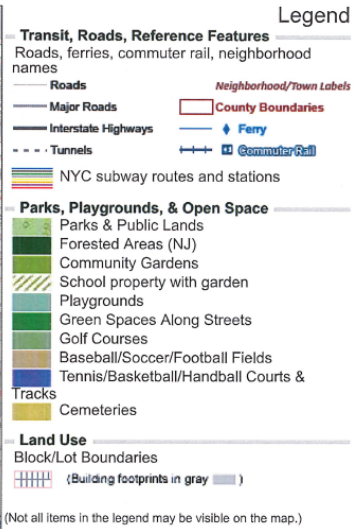 Legend
Transit, Roads, Reference Features
Roads, ferries, commuter rail, neighborhood
names
Roads
Neighborhood/Town Labels
Major Roads
County Boundaries
Interstate Highways
Ferry
Tunnels
Commuter Rail
NYC subway routes and stations
Parks, Playgrounds, & Open Space
Parks & Public Lands
Forested Areas (NJ)
Community Gardens
School property with garden
Playgrounds
Green Spaces Along Streets
Golf Courses
Baseball/Soccer/Football Fields
Tennis/Basketball/Handball Courts &
Tracks
Cemeteries
Land Use
Block/Lot Boundaries
(Building footprints in gray )
(Not all items in the legend may be visible on the map.)